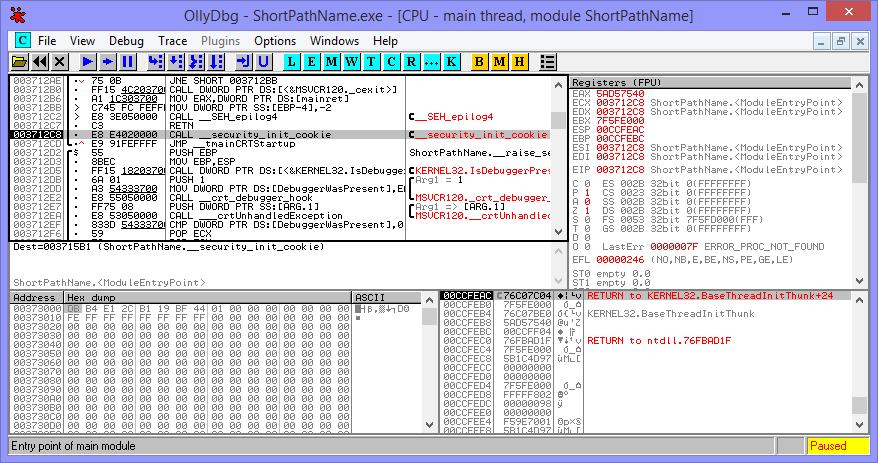 OllyDbg - ShortPathName.exe - [CPU - main thread, module ShortPathName]
C File View Debug Trace Plugins Options Windows Help
L E M W T C R ... K B M H
003712AE 75 0B JNE SHORT 003712BB
003712B0 FF15 4C203700 CALL DWORD PTR DS:[<&MSVCR120._cexit>]
003712B6 A1 1C303700 MOV EAX,DWORD PTR DS:[mainret]
003712BB C745 FC FEFFF MOV DWORD PTR SS:[EBP-4],-2
003712C2 E8 3E050000 CALL __SEH_epilog4 __SEH_epilog4
003712C7 C3 RETN
003712C8 E8 E4020000 CALL __security_init_cookie __security_init_cookie
003712CD E9 91FEFFFF JMP __tmainCRTStartup
003712D2 $ 55 PUSH EBP ShortPathName.__raise_se
003712D3 8BEC MOV EBP,ESP
003712D5 FF15 18203700 CALL DWORD PTR DS:[<&KERNEL32.IsDebugger KERNEL32.IsDebuggerPres
003712DB 6A 01 PUSH 1 Arg1 = 1
003712DD A3 54333700 MOV DWORD PTR DS:[DebuggerWasPresent],E
003712E2 E8 55050000 CALL _crt_debugger_hook MSVCR120._crt_debugger_h
003712E7 FF75 08 PUSH DWORD PTR SS:[ARG.1] Arg1 => [ARG.1]
003712EA E8 53050000 CALL ___crtUnhandledException MSVCR120.__crtUnhandled
003712EF 833D 54333700 CMP DWORD PTR DS:[DebuggerWasPresent],0
003712F6 59 POP ECX
Dest=003715B1 (ShortPathName.__security_init_cookie)
ShortPathName.<ModuleEntryPoint>
Registers (FPU)
EAX 5AD57540
ECX 003712C8 ShortPathName.<ModuleEntryPoint>
EDX 003712C8 ShortPathName.<ModuleEntryPoint>
EBX 7F5FE000
ESP 00CCFEAC
EBP 00CCFEBC
ESI 003712C8 ShortPathName.<ModuleEntryPoint>
EDI 003712C8 ShortPathName.<ModuleEntryPoint>
EIP 003712C8 ShortPathName.<ModuleEntryPoint>
C 0 ES 002B 32bit 0(FFFFFFFF)
P 1 CS 0023 32bit 0(FFFFFFFF)
A 0 SS 002B 32bit 0(FFFFFFFF)
Z 1 DS 002B 32bit 0(FFFFFFFF)
S 0 FS 0053 32bit 7F5FD000(FFF)
T 0 GS 002B 32bit 0(FFFFFFFF)
D 0
O 0 LastErr 0000007F ERROR_PROC_NOT_FOUND
EFL 00000246 (NO,NB,E,BE,NS,PE,GE,LE)
ST0 empty 0.0
ST1 empty 0.0
Address Hex dump ASCII
00373000 DB B4 E1 2C B1 19 BF 44 01 00 00 00 00 00 00 00
00373010 FE FF FF FF FF FF FF FF 00 00 00 00 00 00 00 00
00373020 00 00 00 00 00 00 00 00 00 00 00 00 00 00 00 00
00373030 00 00 00 00 00 00 00 00 00 00 00 00 00 00 00 00
00373040 00 00 00 00 00 00 00 00 00 00 00 00 00 00 00 00
00373050 00 00 00 00 00 00 00 00 00 00 00 00 00 00 00 00
00373060 00 00 00 00 00 00 00 00 00 00 00 00 00 00 00 00
00373070 00 00 00 00 00 00 00 00 00 00 00 00 00 00 00 00
00373080 00 00 00 00 00 00 00 00 00 00 00 00 00 00 00 00
00373090 00 00 00 00 00 00 00 00 00 00 00 00 00 00 00 00
003730A0 00 00 00 00 00 00 00 00 00 00 00 00 00 00 00 00
003730B0 00 00 00 00 00 00 00 00 00 00 00 00 00 00 00 00
003730C0 00 00 00 00 00 00 00 00 00 00 00 00 00 00 00 00
003730D0 00 00 00 00 00 00 00 00 00 00 00 00 00 00 00 00
00CCFEAC 76C07C04 RETURN to KERNEL32.BaseThreadInitThunk+24
00CCFEB0 7F5FE000
00CCFEB4 76C07BE0 KERNEL32.BaseThreadInitThunk
00CCFEB8 5AD57540
00CCFEBC 00CCFF04
00CCFEC0 76FBAD1F RETURN to ntdll.76FBAD1F
00CCFEC4 7F5FE000
00CCFEC8 5B1C4D97
00CCFECC 00000000
00CCFED0 00000000
00CCFED4 7F5FE000
00CCFED8 FFFFF802
00CCFEDC 00000098
00CCFEE0 00000000
00CCFEE4 F59E7001
00CCFEE8 5B1C4D97
Entry point of main module Paused